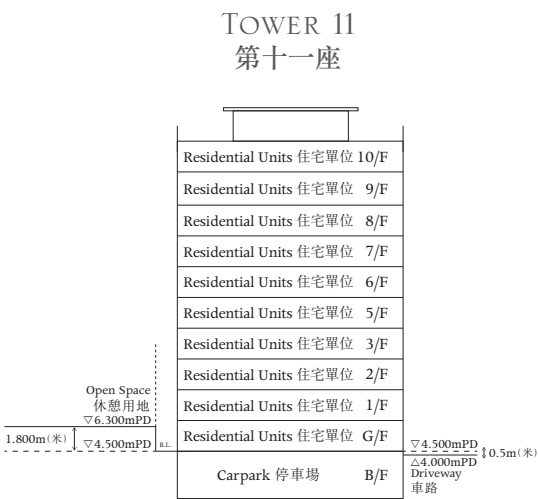 TOWER 11
第十一座
Residential Units 住宅單位 10/F
Residential Units 住宅單位 9/F
Residential Units 住宅單位 8/F
Residential Units 住宅單位 7/F
Residential Units 住宅單位 6/F
Residential Units 住宅單位 5/F
Residential Units 住宅單位 3/F
Residential Units 住宅單位 2/F
Residential Units 住宅單位 1/F
Residential Units 住宅單位 G/F
Carpark 停車場 B/F
Open Space
休憩用地
▽6.300mPD
1.800m(米)
▽4.500mPD
B.L.
▽4.500mPD
0.5m(米)
△4.000mPD
Driveway
車路